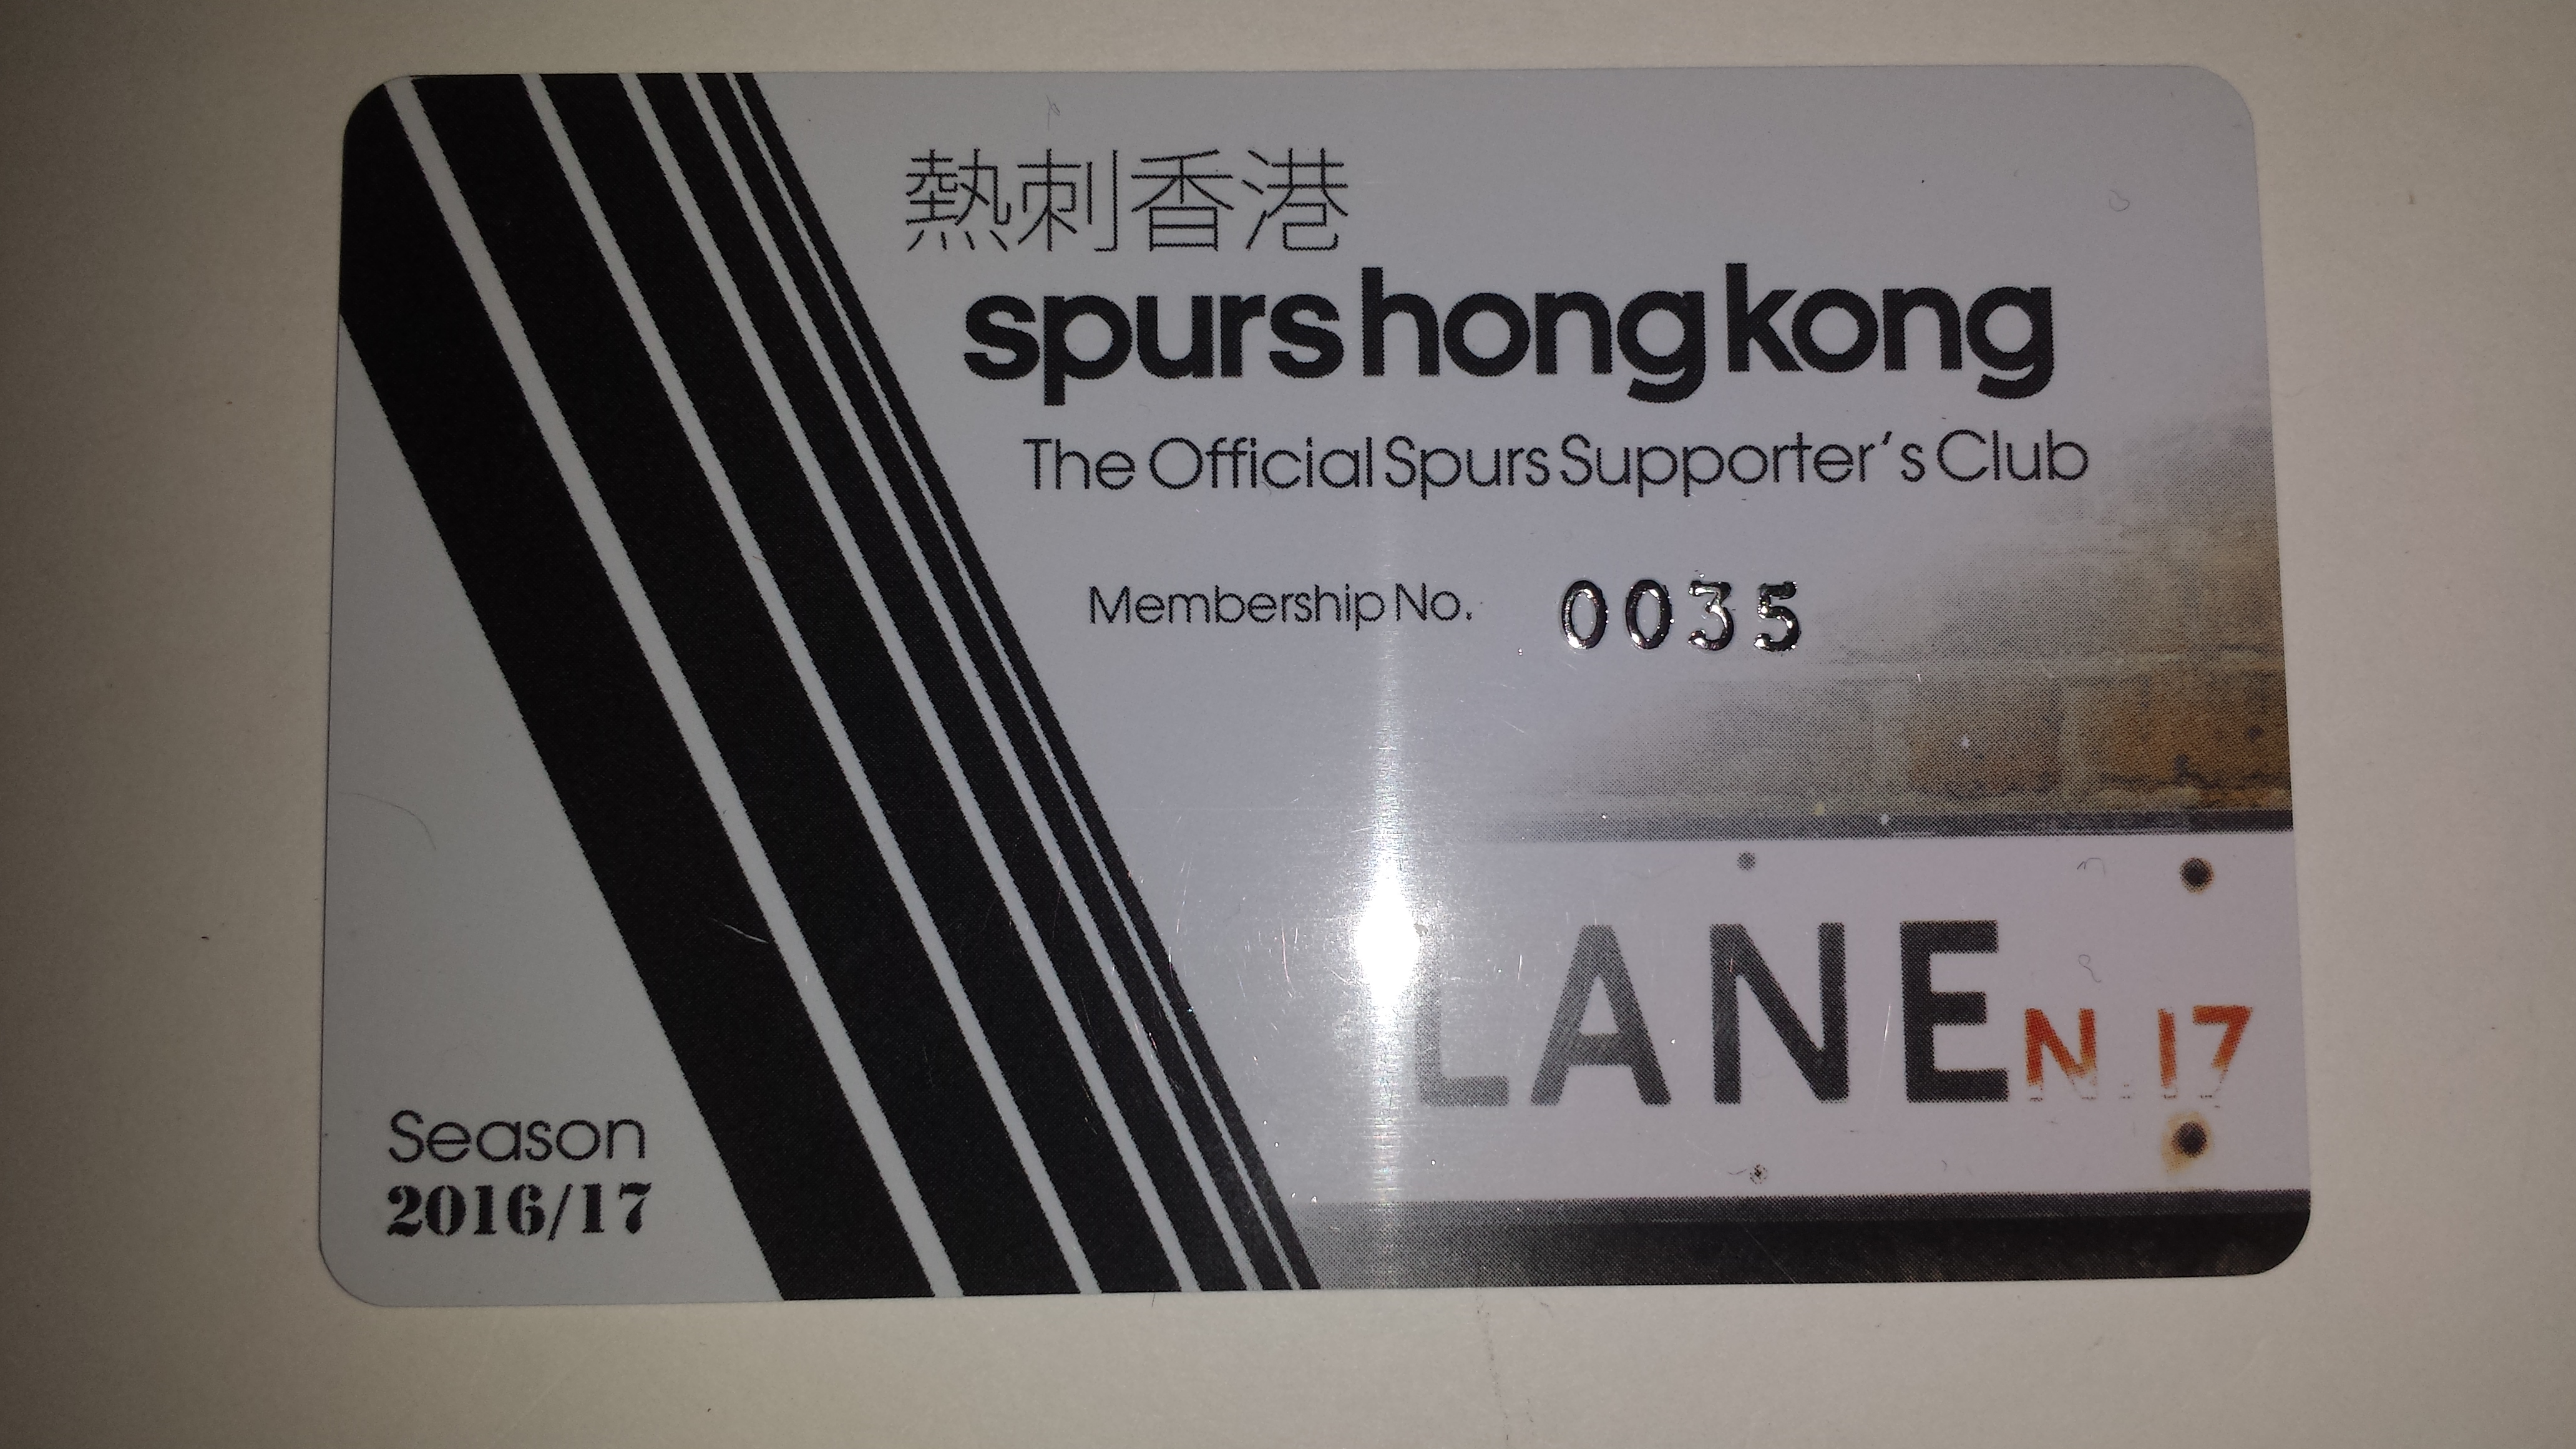 熱刺香港
spurs hong kong
The Official Spurs Supporter's Club
Membership No. 0035
LANE N 17
Season
2016/17